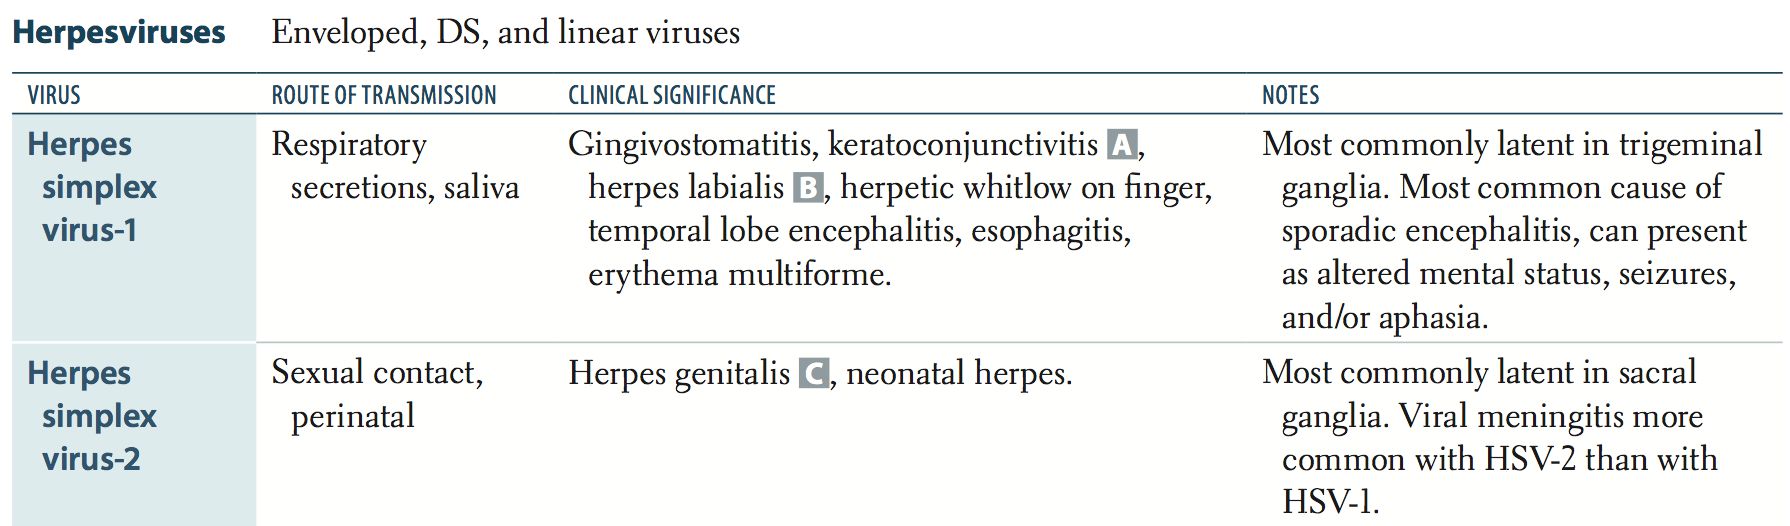 Herpesviruses Enveloped, DS, and linear viruses
VIRUS ROUTE OF TRANSMISSION CLINICAL SIGNIFICANCE NOTES
Herpes
simplex
virus-1
Respiratory
secretions, saliva
Gingivostomatitis, keratoconjunctivitis A,
herpes labialis B, herpetic whitlow on finger,
temporal lobe encephalitis, esophagitis,
erythema multiforme.
Most commonly latent in trigeminal
ganglia. Most common cause of
sporadic encephalitis, can present
as altered mental status, seizures,
and/or aphasia.
Herpes
simplex
virus-2
Sexual contact,
perinatal
Herpes genitalis C, neonatal herpes.
Most commonly latent in sacral
ganglia. Viral meningitis more
common with HSV-2 than with
HSV-1.